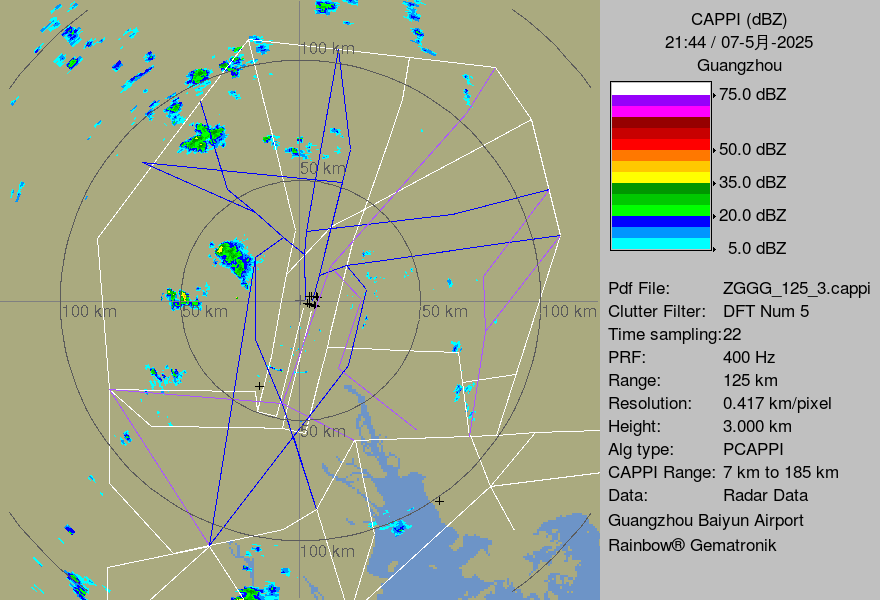 CAPPI (dBZ)
21:44 / 07-5月-2025
Guangzhou
75.0 dBZ
50.0 dBZ
35.0 dBZ
20.0 dBZ
5.0 dBZ
Pdf File: ZGGG_125_3.cappi
Clutter Filter: DFT Num 5
Time sampling:22
PRF: 400 Hz
Range: 125 km
Resolution: 0.417 km/pixel
Height: 3.000 km
Alg type: PCAPPI
CAPPI Range: 7 km to 185 km
Data: Radar Data
Guangzhou Baiyun Airport
Rainbow® Gematronik
100 km
50 km
100 km
50 km
50 km
100 km
50 km
100 km